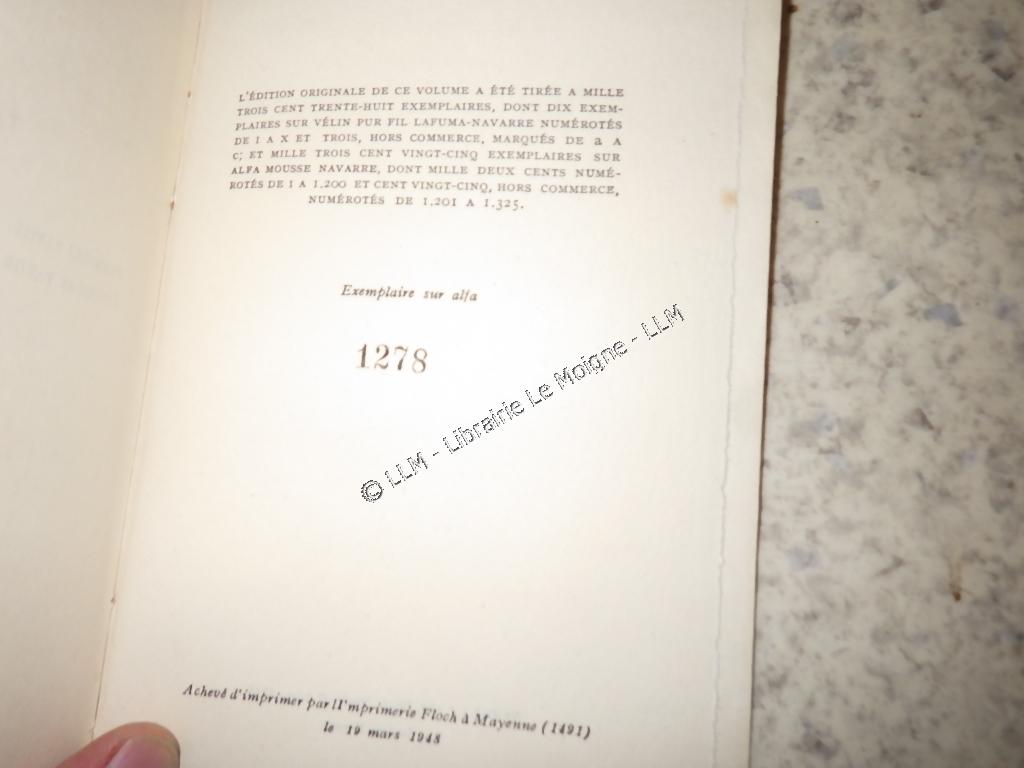 L'ÉDITION ORIGINALE DE CE VOLUME A ÉTÉ TIRÉE A MILLE
TROIS CENT TRENTE-HUIT EXEMPLAIRES, DONT DIX EXEM-
PLAIRES SUR VÉLIN PUR FIL LAFUMA-NAVARRE NUMÉROTÉS
DE I A X ET TROIS, HORS COMMERCE, MARQUÉS DE a A
C; ET MILLE TROIS CENT VINGT-CINQ EXEMPLAIRES SUR
ALFA MOUSSE NAVARRE, DONT MILLE DEUX CENTS NUMÉ-
ROTÉS DE I A 1.200 ET CENT VINGT-CINQ, HORS COMMERCE,
NUMÉROTÉS DE 1.201 A 1.325.
Exemplaire sur alfa
1278
© LLM - Librairie Le Moigne - LLM
Achevé d'imprimer par lI'mprimerie Floch à Mayenne (1491)
le 19 mars 1948